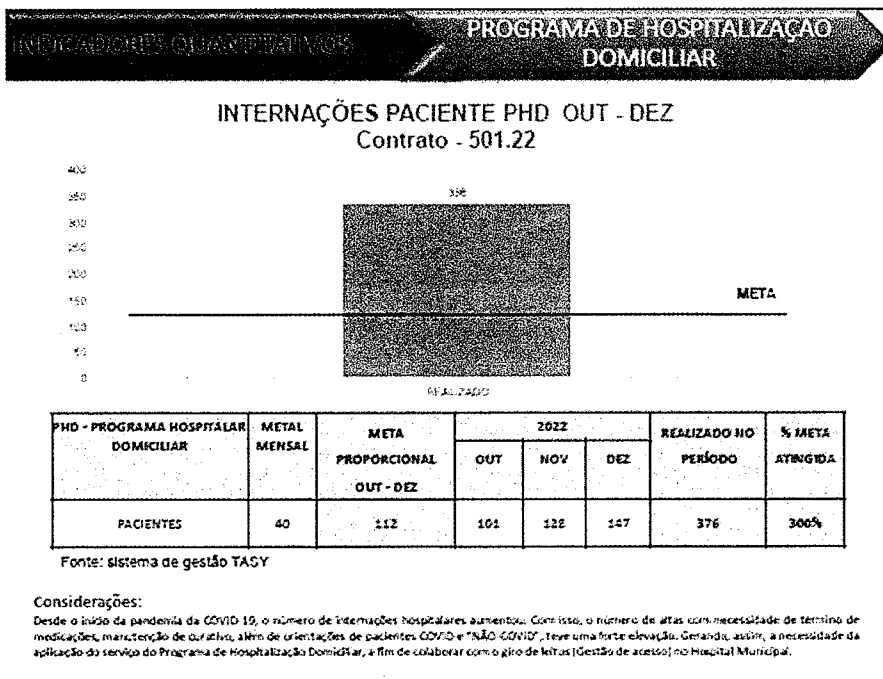 INDICADORES QUANTITATIVOS
PROGRAMA DE HOSPITALIZAÇÃO
DOMICILIAR
INTERNAÇÕES PACIENTE PHD OUT - DEZ
Contrato - 501.22
400
350
300
250
200
150
100
50
0
336
META
REALIZADO
PHD - PROGRAMA HOSPITALAR DOMICILIAR METAL MENSAL META PROPORCIONAL OUT - DEZ 2022 REALIZADO NO PERÍODO % META ATINGIDA
OUT NOV DEZ
PACIENTES 40 112 101 128 147 376 300%
Fonte: sistema de gestão TASY
Considerações:
Desde o início da pandemia da COVID 19, o número de internações hospitalares aumentou. Com isso, o número de altas com necessidade de término de
medicações, manutenção de curativo, além de orientações de pacientes COVID e "NÃO COVID", teve uma forte elevação. Gerando, assim, a necessidade da
aplicação do serviço do Programa de Hospitalização Domiciliar, a fim de colaborar com o giro de leitos (Gestão de acesso) no Hospital Municipal.